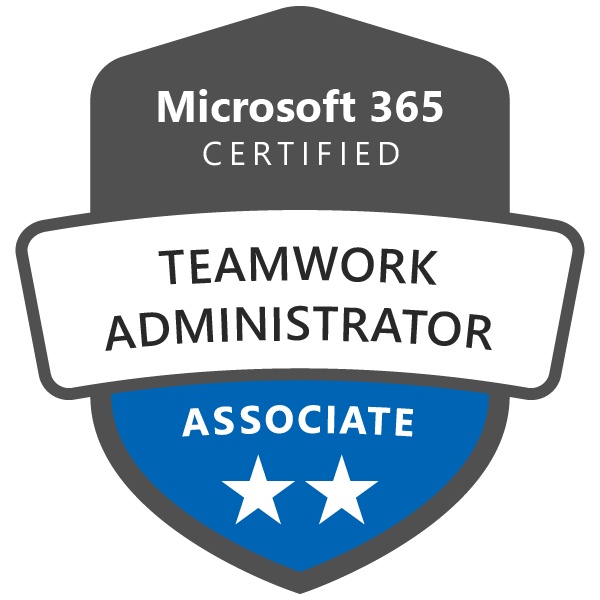 Microsoft 365
CERTIFIED
TEAMWORK
ADMINISTRATOR
ASSOCIATE